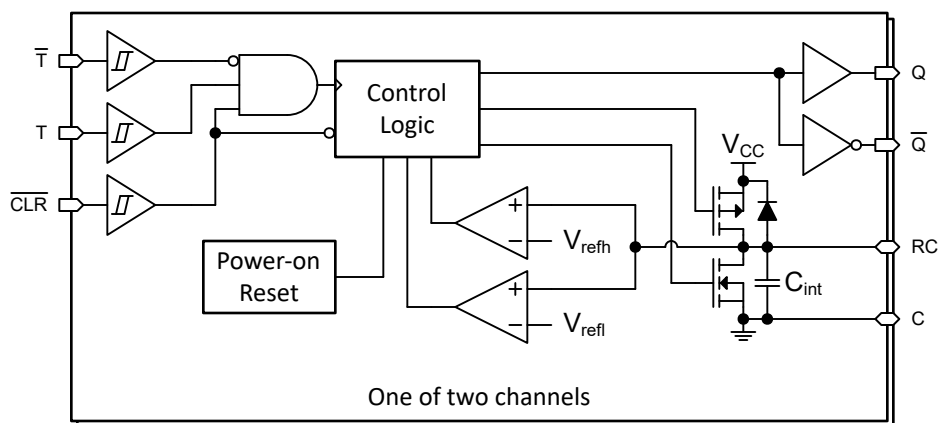 T̅
T
C̅L̅R̅
Control
Logic
Power-on
Reset
+
−
V_refh
+
−
V_refl
V_CC
C_int
Q
Q̅
RC
C
One of two channels